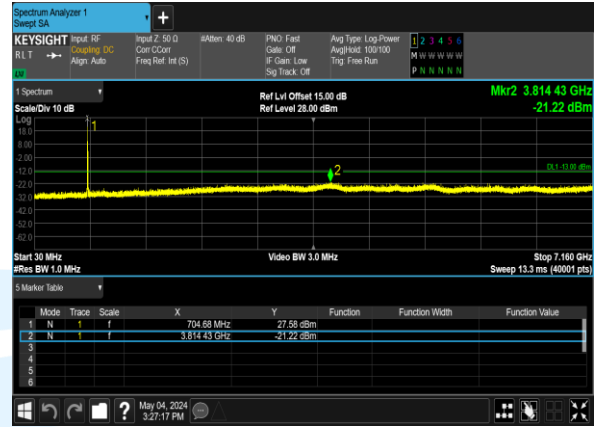 Spectrum Analyzer 1
Swept SA
+
KEYSIGHT Input: RF Input Z: 50 Ω #Atten: 40 dB PNO: Fast Avg Type: Log-Power 1 2 3 4 5 6
RLT Coupling: DC Corr CCorr Gate: Off Avg|Hold: 100/100 M W W W W W
Align: Auto Freq Ref: Int (S) IF Gain: Low Trig: Free Run
Sig Track: Off P N N N N N
1 Spectrum Ref Lvl Offset 15.00 dB Mkr2 3.814 43 GHz
Scale/Div 10 dB Ref Level 28.00 dBm -21.22 dBm
Log 1
18.0
8.00
-2.00
-12.0 2 DL1 -13.00 dBm
-22.0
-32.0
-42.0
-52.0
-62.0
Start 30 MHz Video BW 3.0 MHz Stop 7.160 GHz
#Res BW 1.0 MHz Sweep 13.3 ms (40001 pts)
5 Marker Table
Mode Trace Scale X Y Function Function Width Function Value
1 N 1 f 704.68 MHz 27.58 dBm
2 N 1 f 3.814 43 GHz -21.22 dBm
3
4
5
6
? May 04, 2024
3:27:17 PM